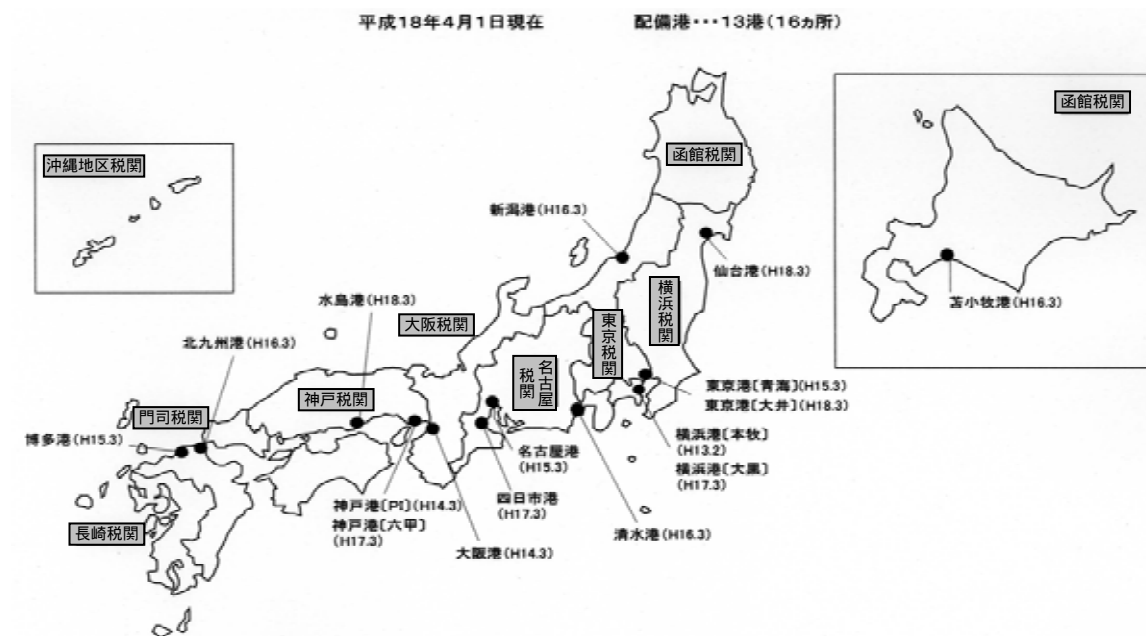 平成18年4月1日現在 配備港・・・13港(16ヵ所)
函館税関
沖縄地区税関
函館税関
新潟港(H16.3)
仙台港(H18.3)
苫小牧港(H16.3)
水島港(H18.3)
横浜税関
大阪税関
東京税関
北九州港(H16.3)
名古屋
税関
神戸税関
東京港〔青海〕(H15.3)
東京港〔大井〕(H18.3)
門司税関
博多港(H15.3)
横浜港〔本牧〕
(H13.2)
横浜港〔大黒〕
(H17.3)
名古屋港
(H15.3)
四日市港
(H17.3)
神戸港〔PI〕(H14.3)
神戸港〔六甲〕
(H17.3)
長崎税関
清水港(H16.3)
大阪港(H14.3)